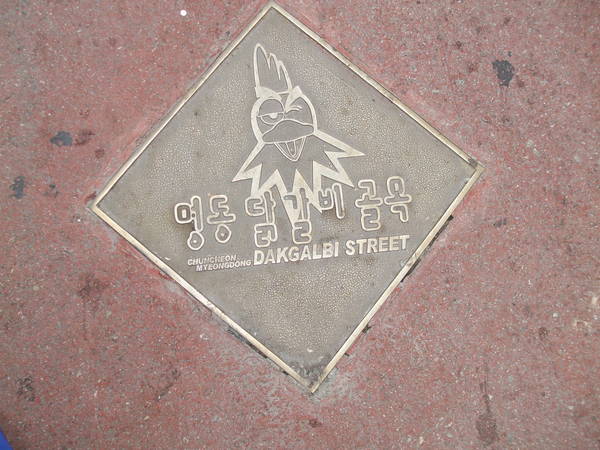 명동 닭갈비 골목
CHUNCHEON
MYEONGDONG DAKGALBI STREET